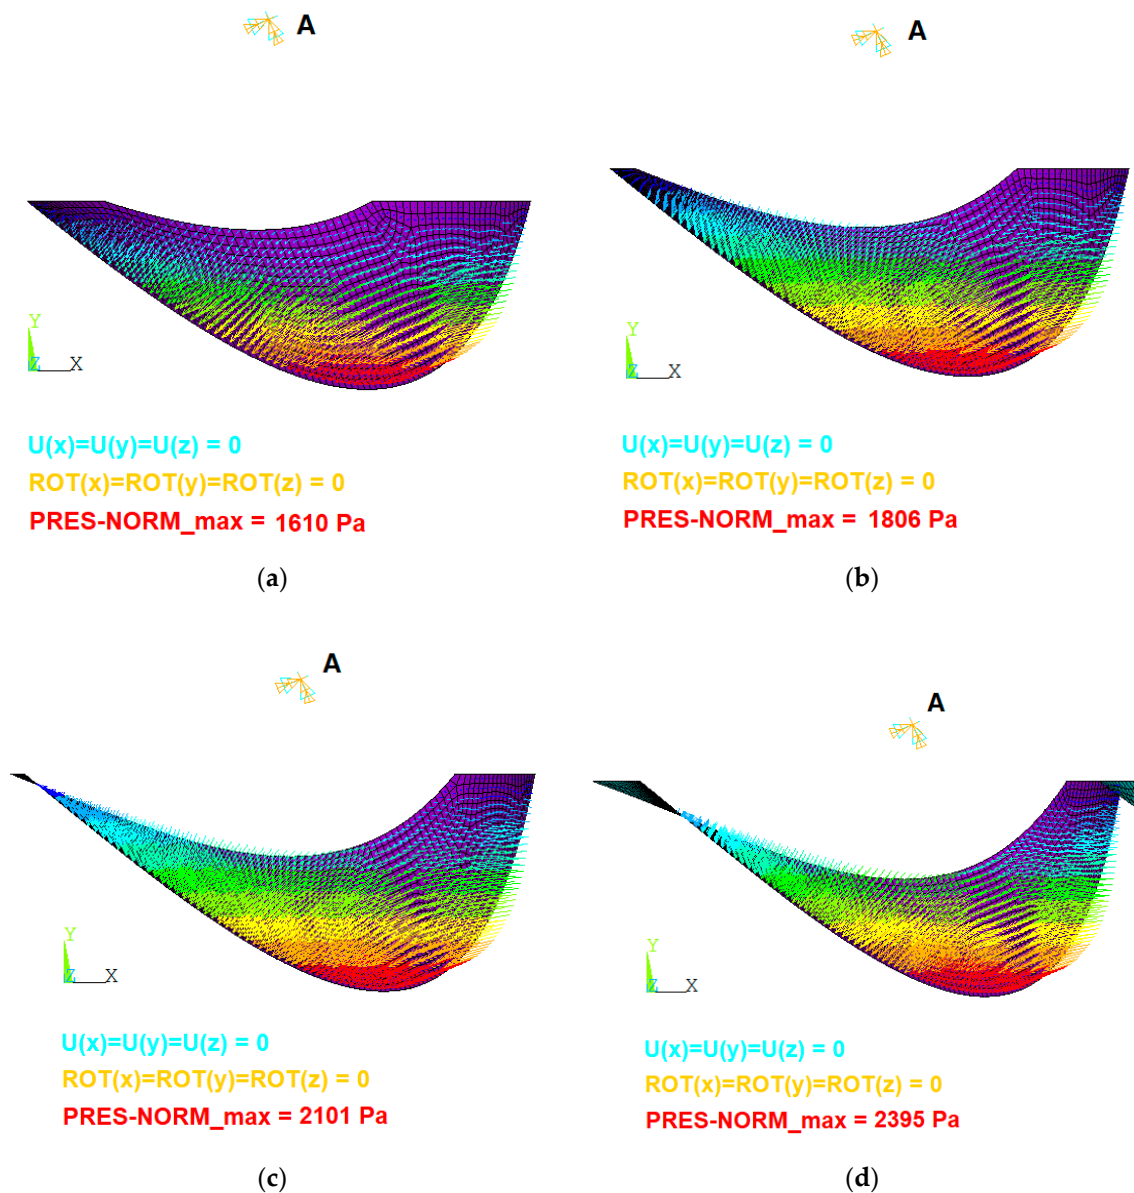 A
A
Y
Z X
Y
Z X
U(x)=U(y)=U(z) = 0
ROT(x)=ROT(y)=ROT(z) = 0
PRES-NORM_max = 1610 Pa
U(x)=U(y)=U(z) = 0
ROT(x)=ROT(y)=ROT(z) = 0
PRES-NORM_max = 1806 Pa
(a)
(b)
A
A
Y
Z X
Y
Z X
U(x)=U(y)=U(z) = 0
ROT(x)=ROT(y)=ROT(z) = 0
PRES-NORM_max = 2101 Pa
U(x)=U(y)=U(z) = 0
ROT(x)=ROT(y)=ROT(z) = 0
PRES-NORM_max = 2395 Pa
(c)
(d)